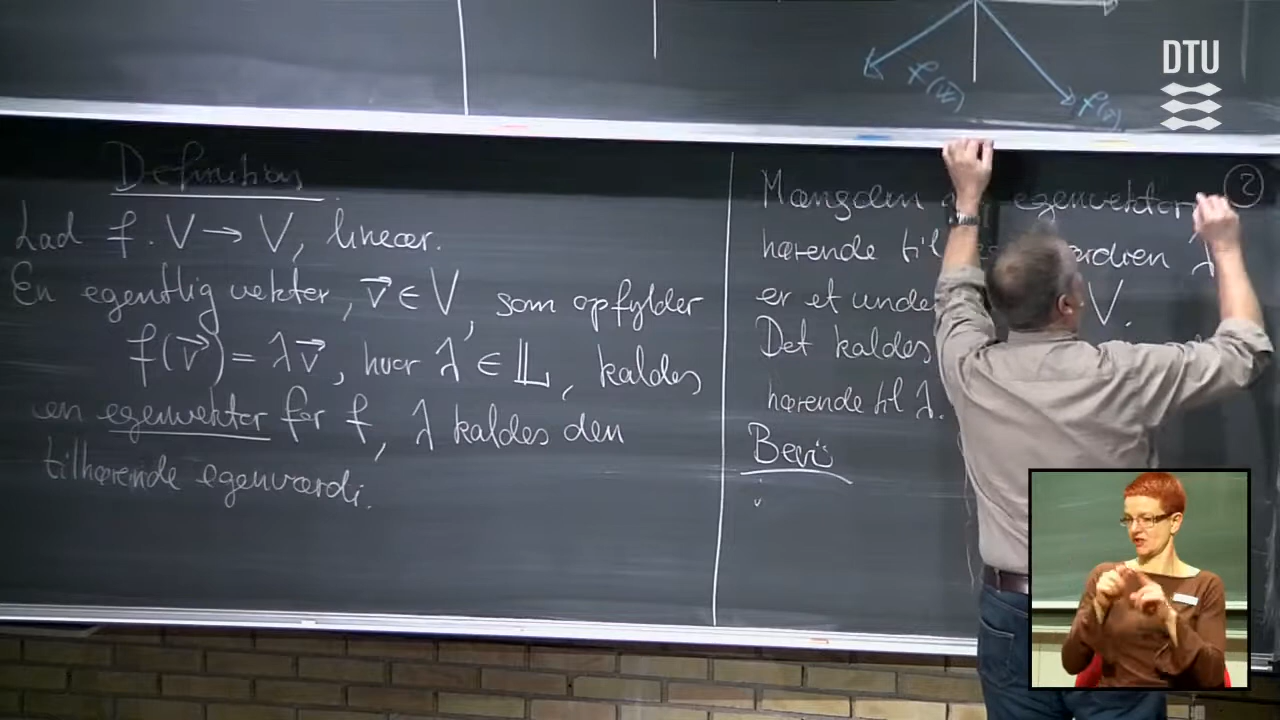 f(w)
f(v)
DTU
Definition
Lad f: V → V, lineær.
En egentlig vektor, v⃗ ∈ V, som opfylder
f(v⃗) = λv⃗, hvor λ ∈ 𝕃, kaldes
en egenvektor for f, λ kaldes den
tilhørende egenværdi.
2
Mængden egenvektorer
hørende til λ
er et V.
Det kaldes
hørende til λ.
Bevis